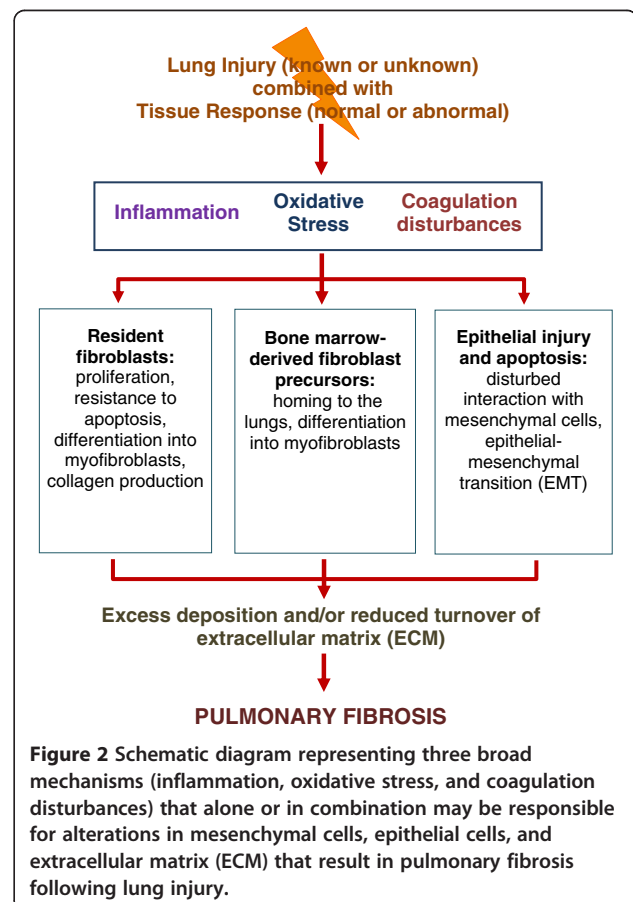 Lung Injury (known or unknown)
combined with
Tissue Response (normal or abnormal)
Inflammation
Oxidative
Stress
Coagulation
disturbances
Resident
fibroblasts:
proliferation,
resistance to
apoptosis,
differentiation into
myofibroblasts,
collagen production
Bone marrow-
derived fibroblast
precursors:
homing to the
lungs, differentiation
into myofibroblasts
Epithelial injury
and apoptosis:
disturbed
interaction with
mesenchymal cells,
epithelial-
mesenchymal
transition (EMT)
Excess deposition and/or reduced turnover of
extracellular matrix (ECM)
PULMONARY FIBROSIS
Figure 2 Schematic diagram representing three broad
mechanisms (inflammation, oxidative stress, and coagulation
disturbances) that alone or in combination may be responsible
for alterations in mesenchymal cells, epithelial cells, and
extracellular matrix (ECM) that result in pulmonary fibrosis
following lung injury.